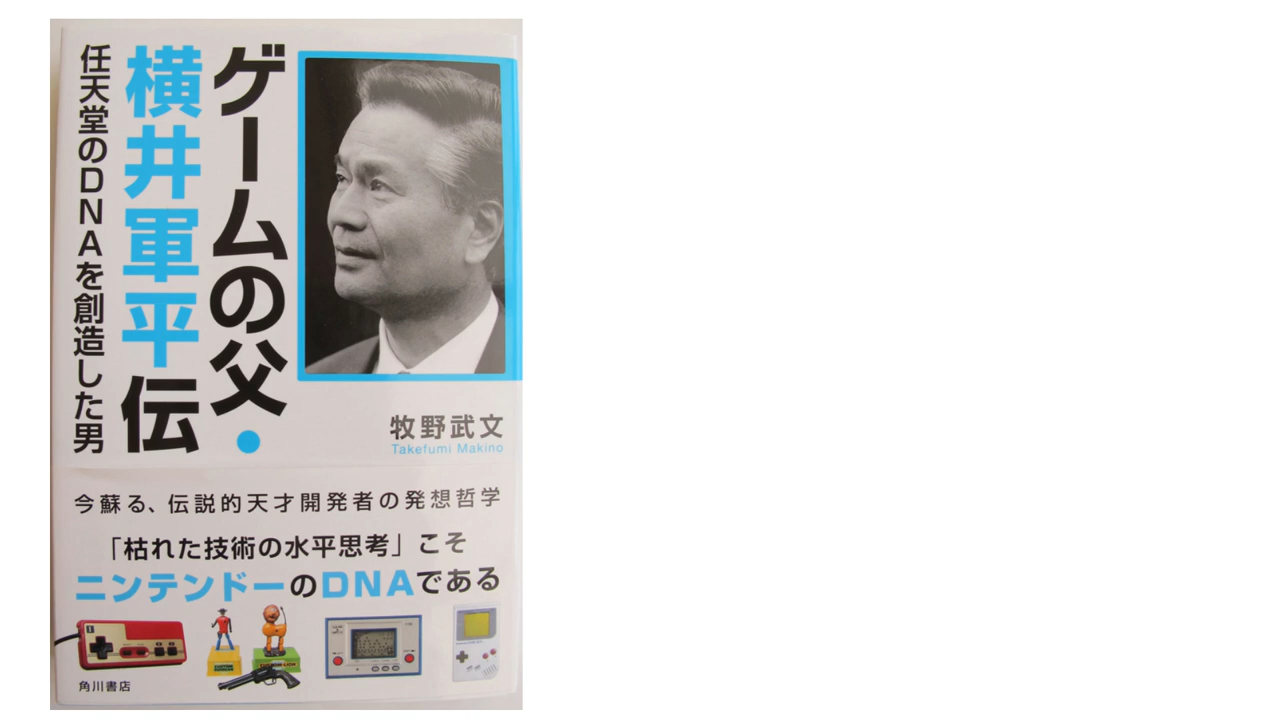 ゲームの父・
横井軍平伝
任天堂のDNAを創造した男
牧野武文
Takefumi Makino
今蘇る、伝説的天才開発者の発想哲学
「枯れた技術の水平思考」こそ
ニンテンドーのDNAである
角川書店